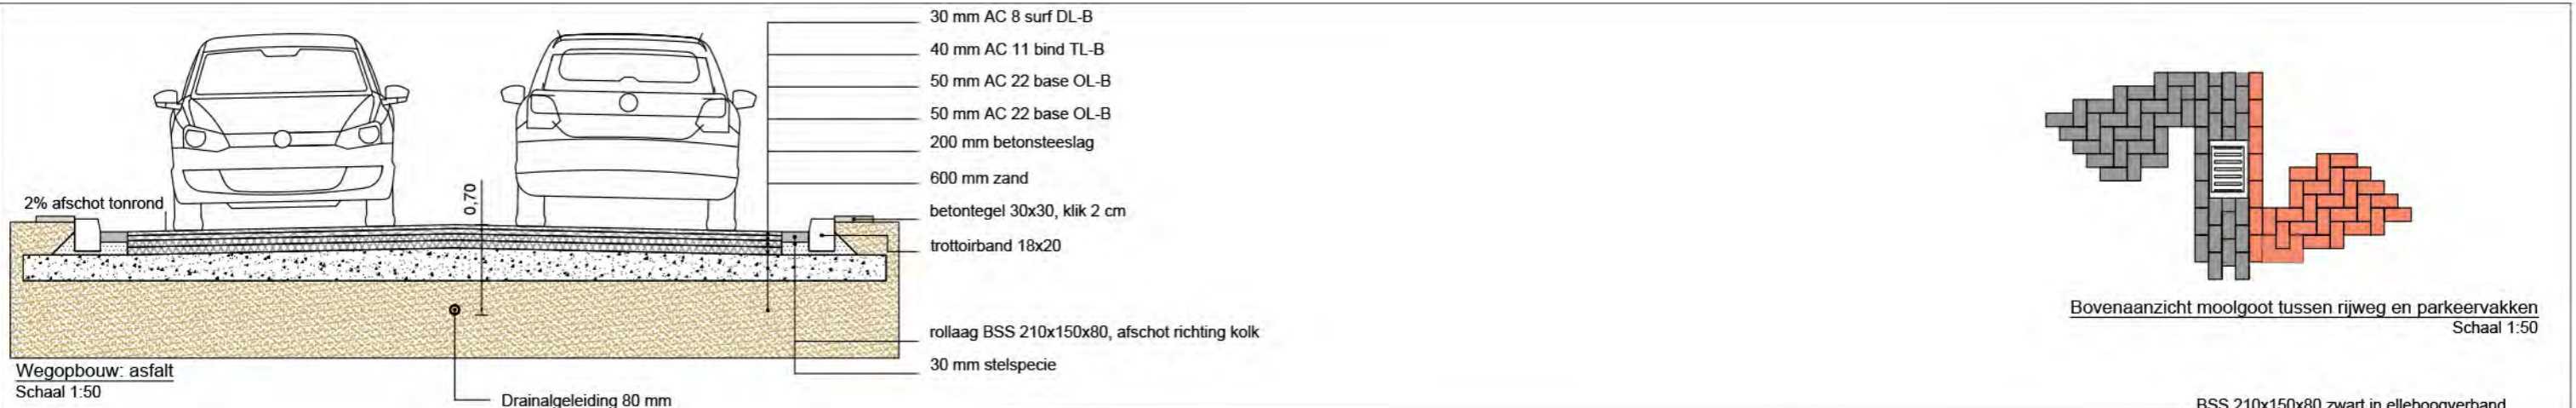 30 mm AC 8 surf DL-B
40 mm AC 11 bind TL-B
50 mm AC 22 base OL-B
50 mm AC 22 base OL-B
200 mm betonsteeslag
600 mm zand
betontegel 30x30, klik 2 cm
trottoirband 18x20
rollaag BSS 210x150x80, afschot richting kolk
30 mm stelspecie
2% afschot tonrond
0,70
Wegopbouw: asfalt
Schaal 1:50
Drainalgeleiding 80 mm
Bovenaanzicht moolgoot tussen rijweg en parkeervakken
Schaal 1:50
BSS 210x150x80 zwart in elleboogverband